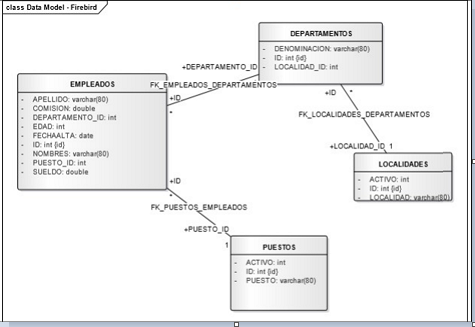 class Data Model - Firebird
DEPARTAMENTOS
- DENOMINACION: varchar(80)
- ID: int {id}
- LOCALIDAD_ID: int
+DEPARTAMENTO_ID
FK_EMPLEADOS_DEPARTAMENTOS
+ID
*
EMPLEADOS
- APELLIDO: varchar(80)
- COMISION: double
- DEPARTAMENTO_ID: int
- EDAD: int
- FECHAALTA: date
- ID: int {id}
- NOMBRES: varchar(80)
- PUESTO_ID: int
- SUELDO: double
+ID *
FK_LOCALIDADES_DEPARTAMENTOS
+LOCALIDAD_ID 1
LOCALIDADES
- ACTIVO: int
- ID: int {id}
- LOCALIDAD: varchar(80)
+ID
*
FK_PUESTOS_EMPLEADOS
+PUESTO_ID
1
PUESTOS
- ACTIVO: int
- ID: int {id}
- PUESTO: varchar(80)